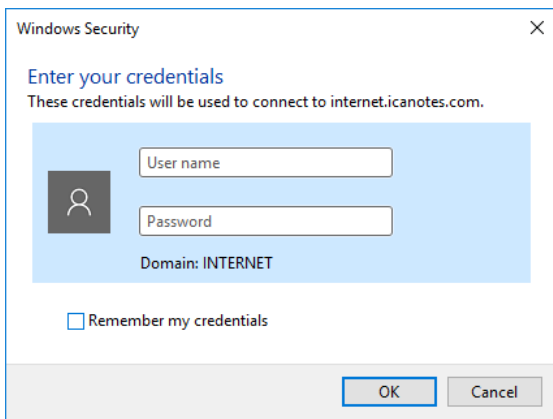 Windows Security
Enter your credentials
These credentials will be used to connect to internet.icanotes.com.
User name
Password
Domain: INTERNET
Remember my credentials
OK
Cancel